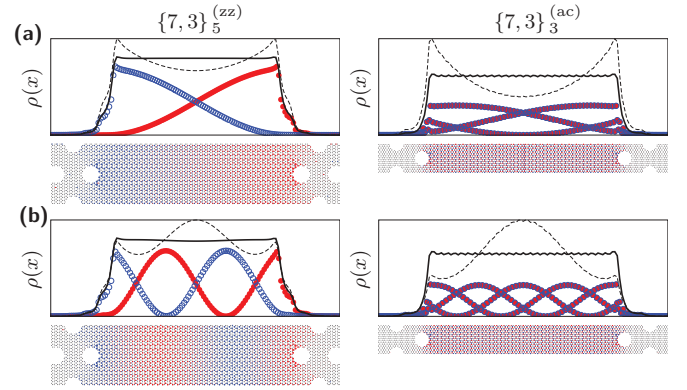 {7, 3}₅⁽ᶻᶻ⁾ {7, 3}₃⁽ᵃᶜ⁾
(a)
ρ(x) ρ(x)
(b)
ρ(x) ρ(x)